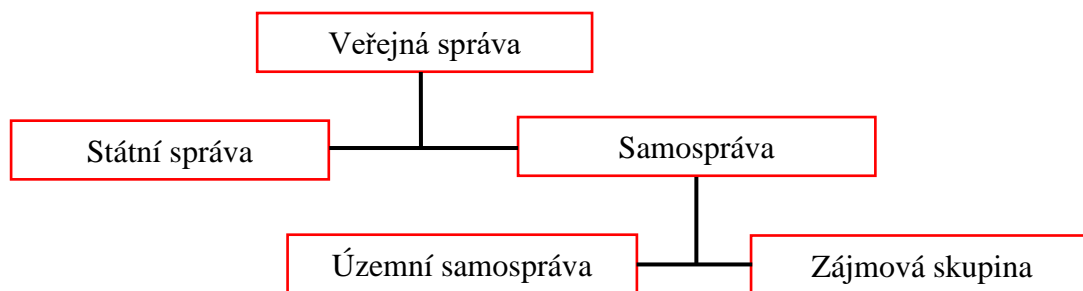 Veřejná správa
Státní správa
Samospráva
Územní samospráva
Zájmová skupina